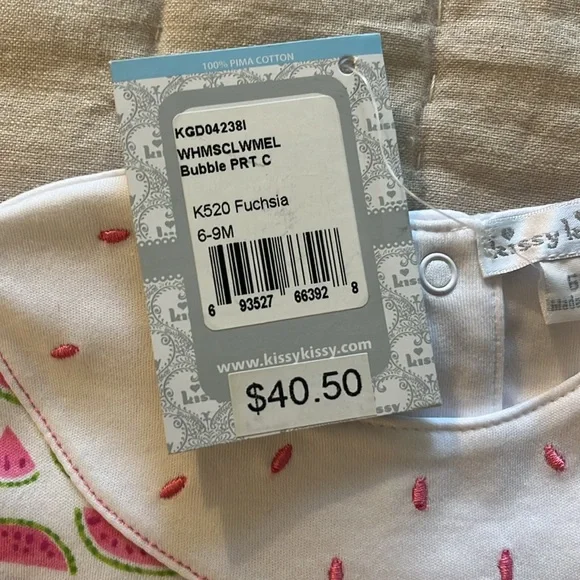 100% PIMA COTTON
KGD04238I
WHMSCLWMEL
Bubble PRT C
K520 Fuchsia
6-9M
6 93527 66392 8
www.kissykissy.com
$40.50
kissy